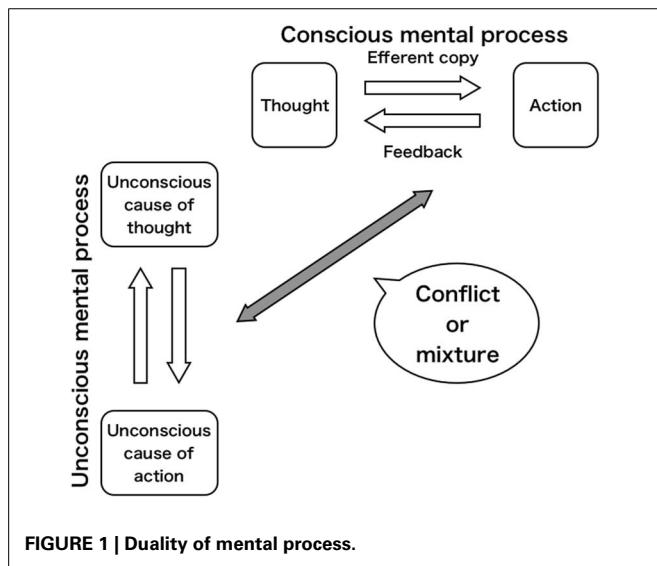 Conscious mental process
Efferent copy
Thought
Action
Feedback
Unconscious mental process
Unconscious
cause of
thought
Conflict
or
mixture
Unconscious
cause of
action
FIGURE 1 | Duality of mental process.